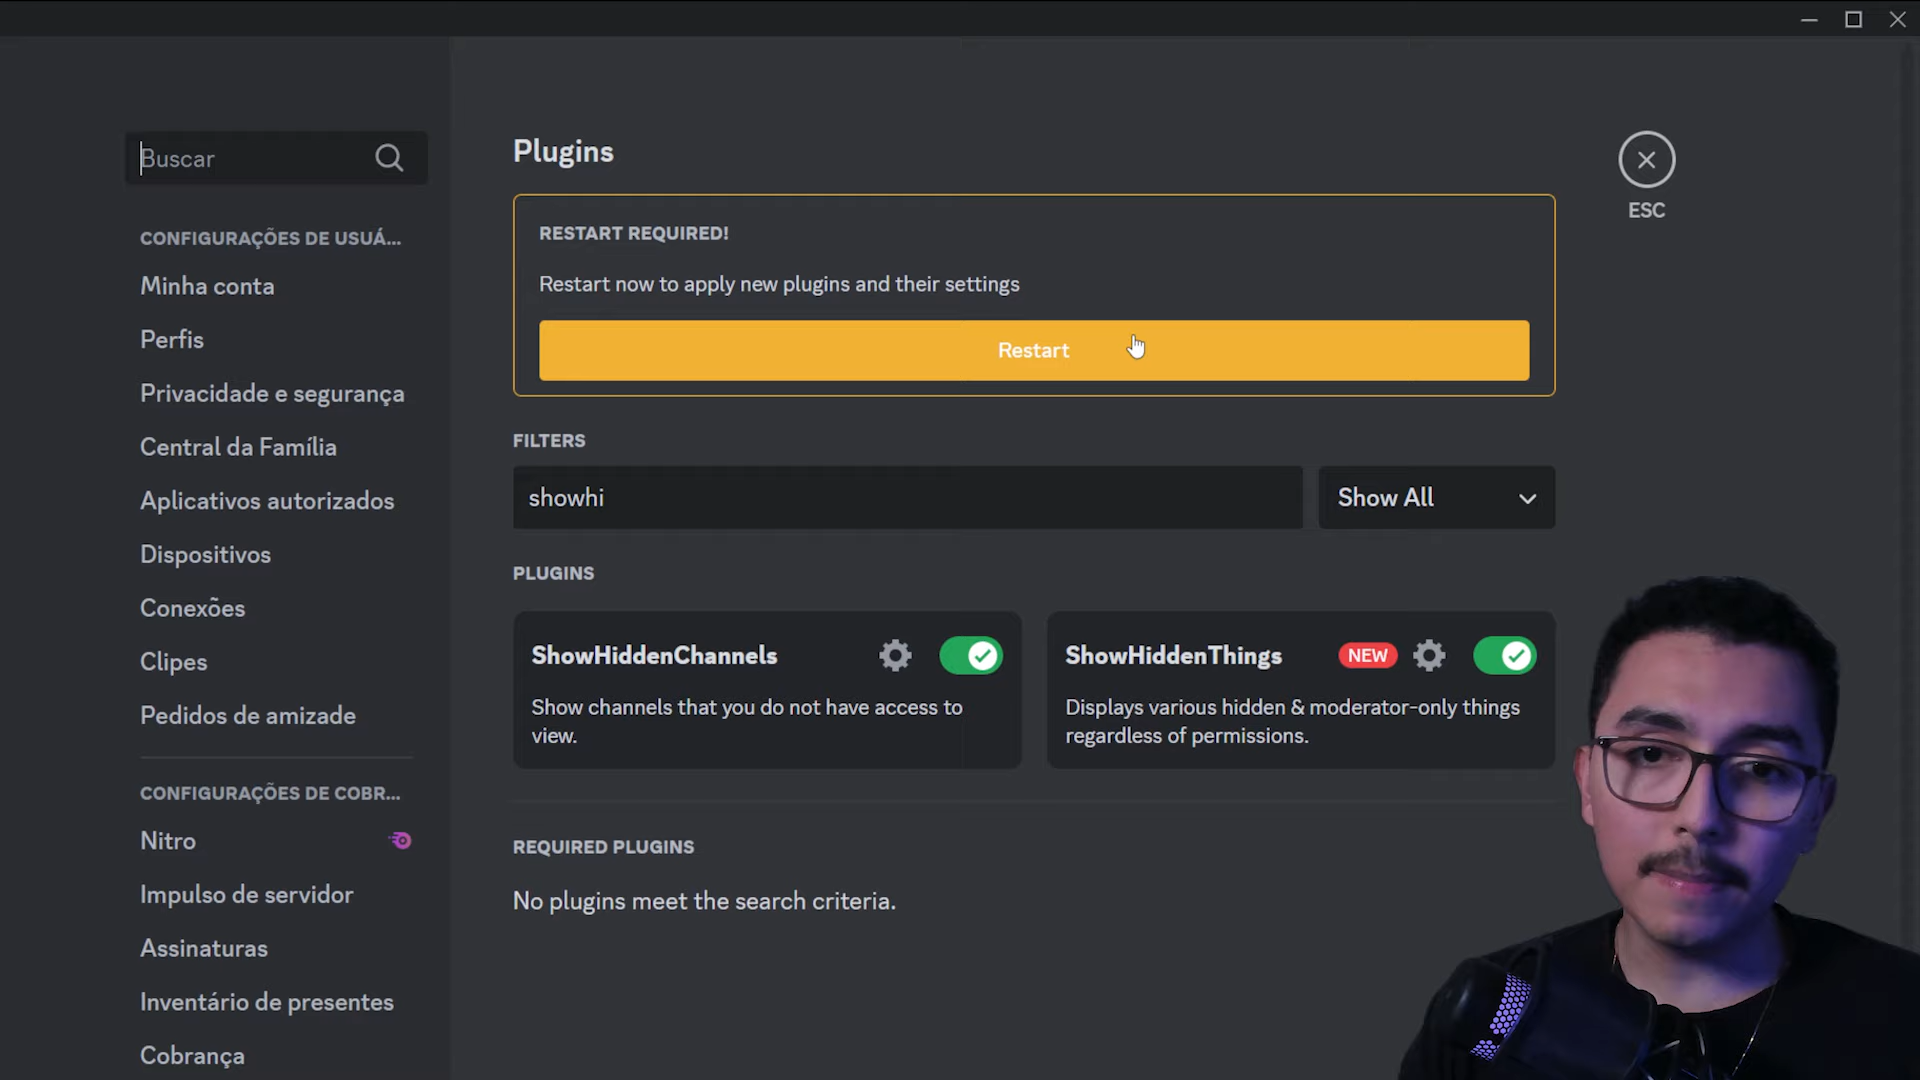 Buscar
CONFIGURAÇÕES DE USUÁ...
Minha conta
Perfis
Privacidade e segurança
Central da Família
Aplicativos autorizados
Dispositivos
Conexões
Clipes
Pedidos de amizade
CONFIGURAÇÕES DE COBR...
Nitro
Impulso de servidor
Assinaturas
Inventário de presentes
Cobrança
Plugins
RESTART REQUIRED!
Restart now to apply new plugins and their settings
Restart
FILTERS
showhi
Show All
PLUGINS
ShowHiddenChannels
Show channels that you do not have access to
view.
ShowHiddenThings
NEW
Displays various hidden & moderator-only things
regardless of permissions.
REQUIRED PLUGINS
No plugins meet the search criteria.
ESC